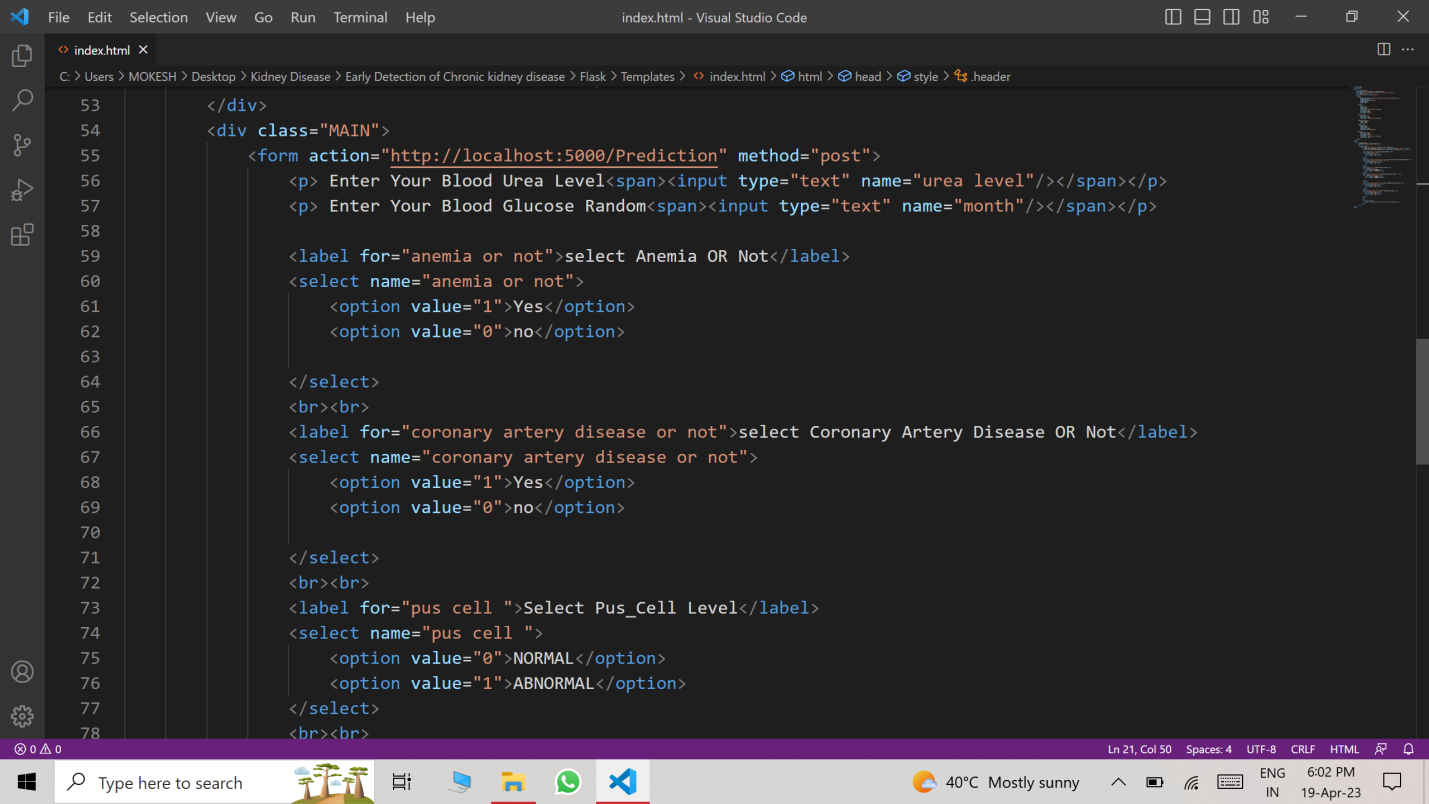 File Edit Selection View Go Run Terminal Help index.html - Visual Studio Code
index.html
C: > Users > MOKESH > Desktop > Kidney Disease > Early Detection of Chronic kidney disease > Flask > Templates > index.html > html > head > style > .header
53 </div>
54 <div class="MAIN">
55 <form action="http://localhost:5000/Prediction" method="post">
56 <p> Enter Your Blood Urea Level<span><input type="text" name="urea level"/></span></p>
57 <p> Enter Your Blood Glucose Random<span><input type="text" name="month"/></span></p>
58
59 <label for="anemia or not">select Anemia OR Not</label>
60 <select name="anemia or not">
61 <option value="1">Yes</option>
62 <option value="0">no</option>
63
64 </select>
65 <br><br>
66 <label for="coronary artery disease or not">select Coronary Artery Disease OR Not</label>
67 <select name="coronary artery disease or not">
68 <option value="1">Yes</option>
69 <option value="0">no</option>
70
71 </select>
72 <br><br>
73 <label for="pus cell ">Select Pus_Cell Level</label>
74 <select name="pus cell ">
75 <option value="0">NORMAL</option>
76 <option value="1">ABNORMAL</option>
77 </select>
78 <br><br>
0 0 Ln 21, Col 50 Spaces: 4 UTF-8 CRLF HTML
Type here to search 40°C Mostly sunny ENG IN 6:02 PM 19-Apr-23